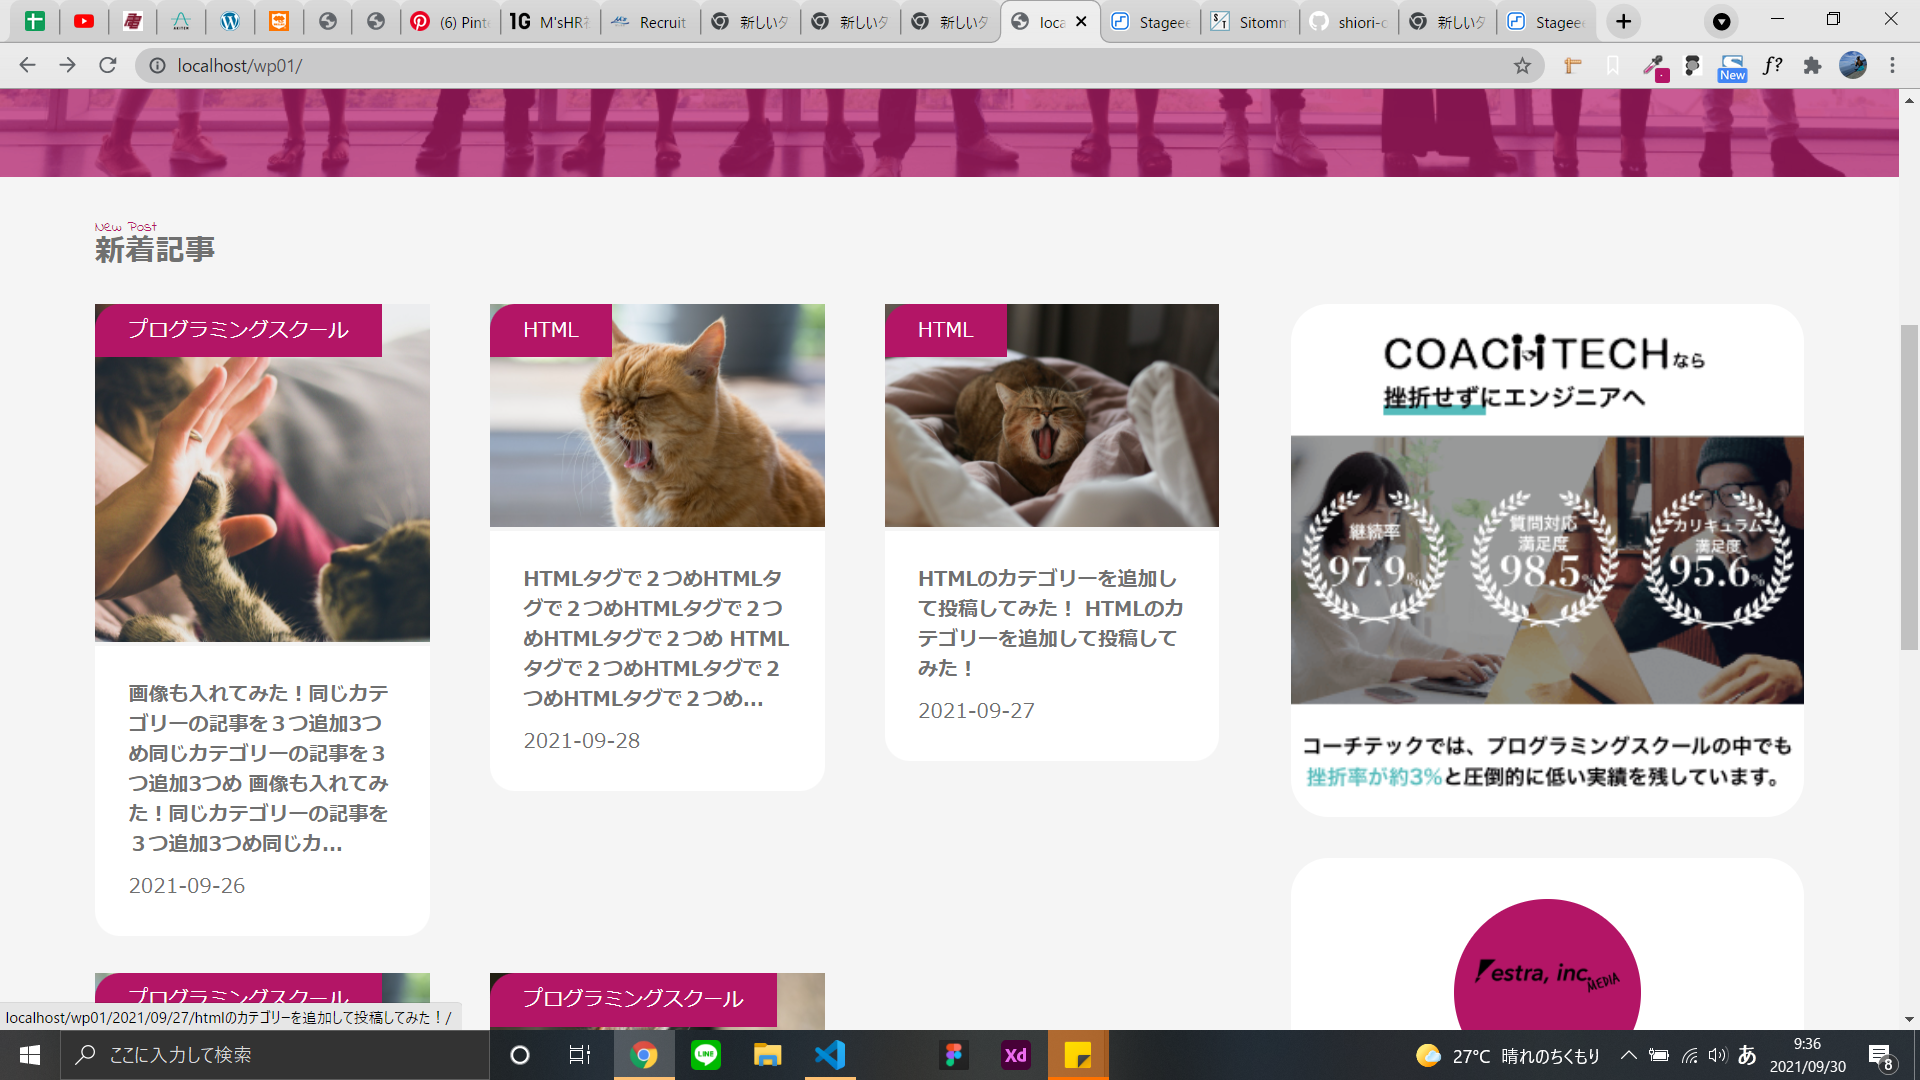 (6) Pint
M'sHR社
Recruit
新しいタ
新しいタ
新しいタ
loca
Stagee
Sitomm
shiori-c
新しいタ
Stagee
localhost/wp01/
New
f?
New Post
新着記事
プログラミングスクール
画像も入れてみた！同じカテ
ゴリーの記事を３つ追加3つ
め同じカテゴリーの記事を３
つ追加3つめ 画像も入れてみ
た！同じカテゴリーの記事を
３つ追加3つめ同じカ...
2021-09-26
HTML
HTMLタグで２つめHTMLタ
グで２つめHTMLタグで２つ
めHTMLタグで２つめ HTML
タグで２つめHTMLタグで２
つめHTMLタグで２つめ...
2021-09-28
HTML
HTMLのカテゴリーを追加し
て投稿してみた！ HTMLのカ
テゴリーを追加して投稿して
みた！
2021-09-27
COACHTECHなら
挫折せずにエンジニアへ
継続率
97.9%
質問対応
満足度
98.5%
カリキュラム
満足度
95.6%
コーチテックでは、プログラミングスクールの中でも
挫折率が約3%と圧倒的に低い実績を残しています。
estra, inc.
MEDIA
プログラミングスクール
プログラミングスクール
localhost/wp01/2021/09/27/htmlのカテゴリーを追加して投稿してみた！/
ここに入力して検索
LINE
Xd
27°C 晴れのちくもり
あ
9:36
2021/09/30
8